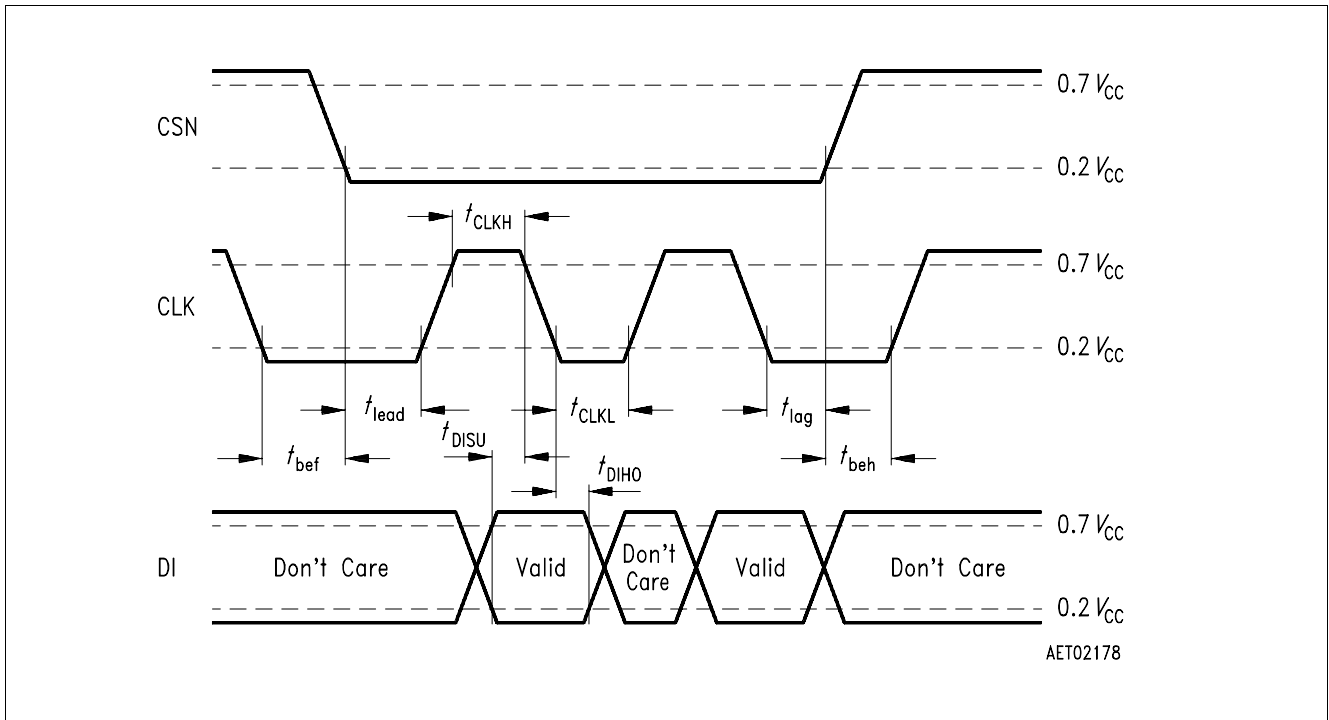 0.7 VCC
CSN
0.2 VCC
tCLKH
0.7 VCC
CLK
0.2 VCC
tlead
tCLKL
tlag
tDISU
tbef
tbeh
tDIHO
0.7 VCC
DI
Don't Care
Valid
Don't
Care
Valid
Don't Care
0.2 VCC
AET02178